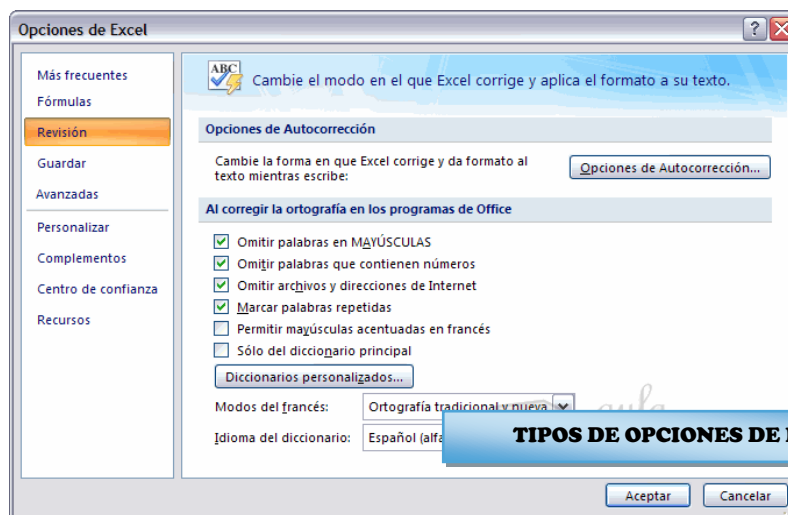 Opciones de Excel
Más frecuentes
Fórmulas
Revisión
Guardar
Avanzadas
Personalizar
Complementos
Centro de confianza
Recursos
ABC
Cambie el modo en el que Excel corrige y aplica el formato a su texto.
Opciones de Autocorrección
Cambie la forma en que Excel corrige y da formato al
texto mientras escribe:
Opciones de Autocorrección...
Al corregir la ortografía en los programas de Office
Omitir palabras en MAYÚSCULAS
Omitir palabras que contienen números
Omitir archivos y direcciones de Internet
Marcar palabras repetidas
Permitir mayúsculas acentuadas en francés
Sólo del diccionario principal
Diccionarios personalizados...
Modos del francés:
Ortografía tradicional y nueva
aula
Idioma del diccionario:
Español
TIPOS DE OPCIONES DE
Aceptar
Cancelar